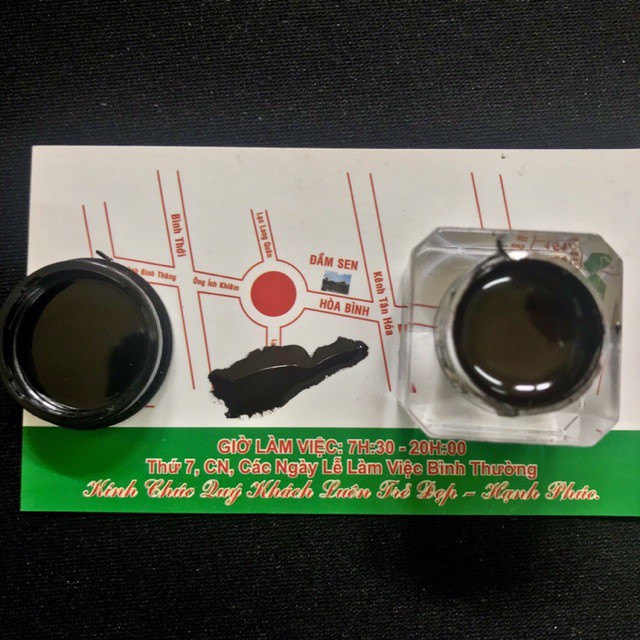 Lạc Long Quân
Bình Thới
ĐẦM SEN
Bình Thông
Ông Ích Khiêm
HÒA BÌNH
Kênh Tân Hóa
GIỜ LÀM VIỆC: 7H:30 - 20H:00
Thứ 7, CN, Các Ngày Lễ Làm Việc Bình Thường
Kính Chúc Quý Khách Luôn Trẻ Đẹp – Hạnh Phúc.